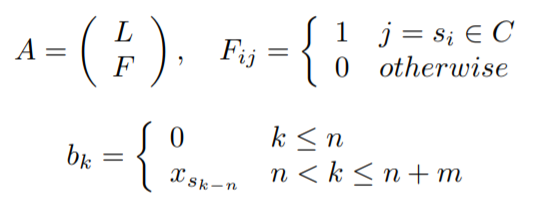 A = ( L F ), F_{ij} = { 1 j = s_i ∈ C 0 otherwise
b_k = { 0 k ≤ n x_{s_{k-n}} n < k ≤ n + m